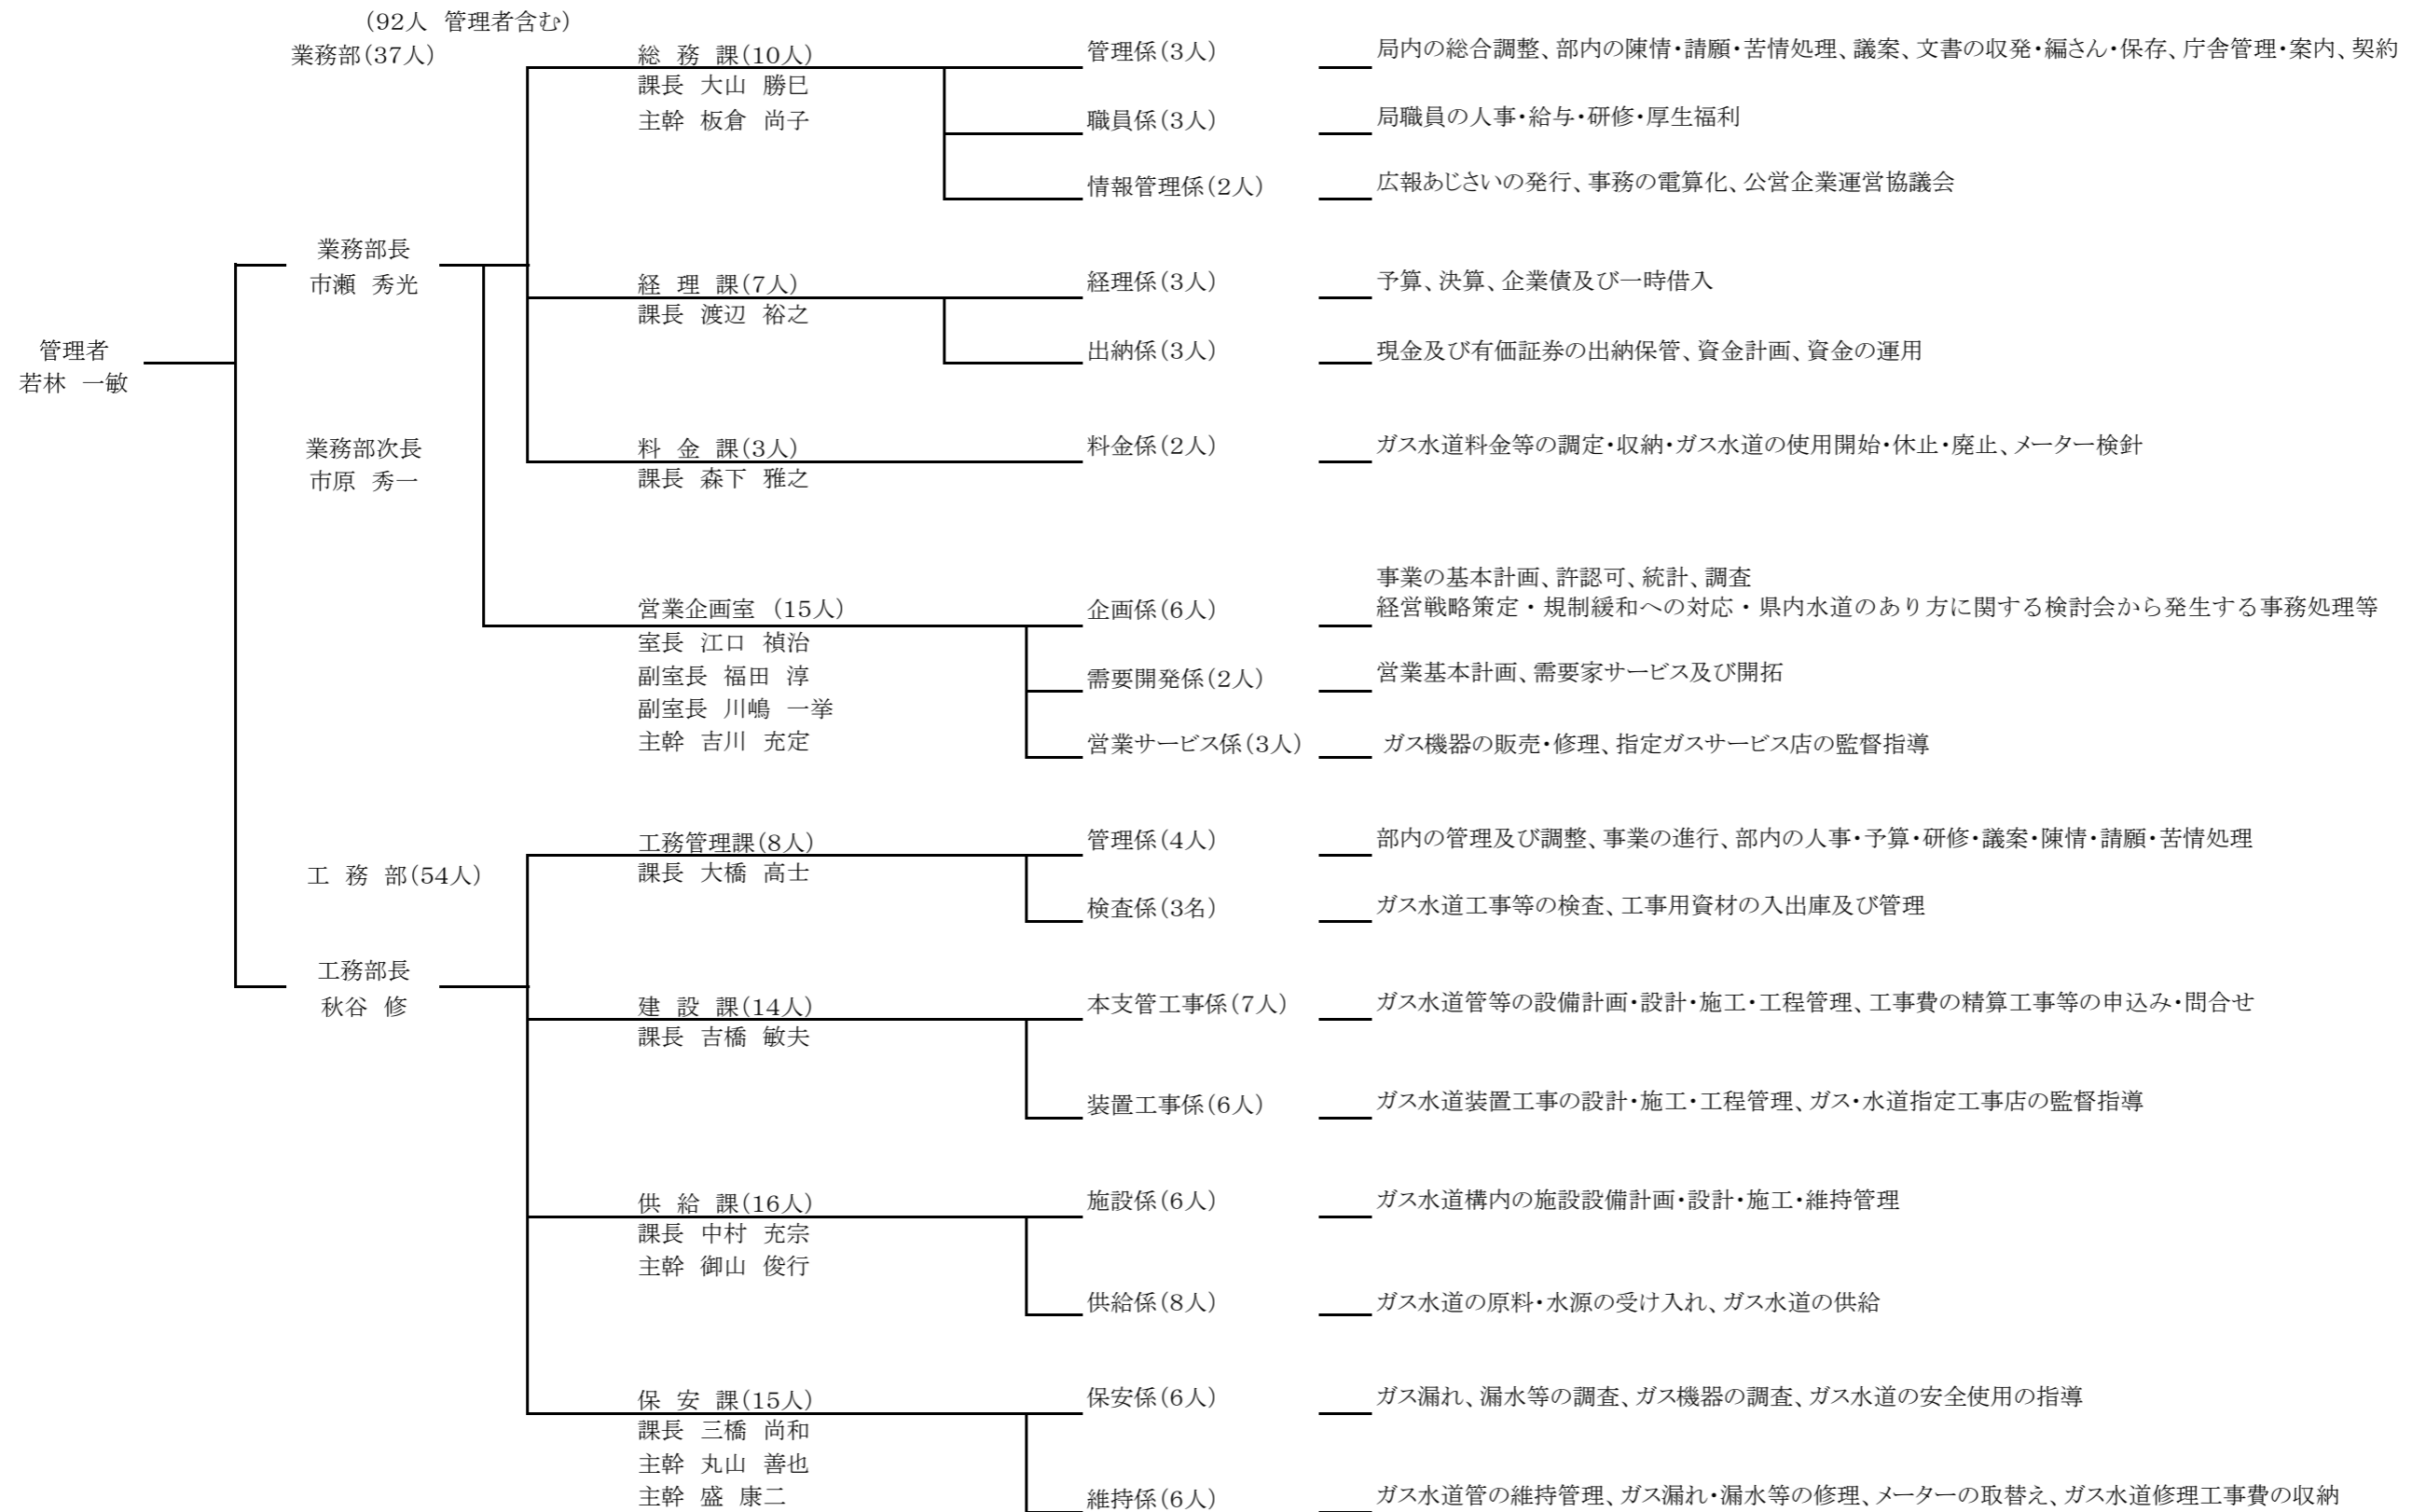 （92人　管理者含む）
業務部（37人）
総　務　課（10人）
課長　大山　勝巳
主幹　板倉　尚子
管理係（3人）
局内の総合調整、部内の陳情・請願・苦情処理、議案、文書の収発・編さん・保存、庁舎管理・案内、契約
職員係（3人）
局職員の人事・給与・研修・厚生福利
情報管理係（2人）
広報あじさいの発行、事務の電算化、公営企業運営協議会
業務部長
市瀬　秀光
経　理　課（7人）
課長　渡辺　裕之
経理係（3人）
予算、決算、企業債及び一時借入
出納係（3人）
現金及び有価証券の出納保管、資金計画、資金の運用
管理者
若林　一敏
業務部次長
市原　秀一
料　金　課（3人）
課長　森下　雅之
料金係（2人）
ガス水道料金等の調定・収納・ガス水道の使用開始・休止・廃止、メーター検針
営業企画室　（15人）
室長　江口　禎治
副室長　福田　淳
副室長　川嶋　一挙
主幹　吉川　充定
企画係（6人）
事業の基本計画、許認可、統計、調査
経営戦略策定・規制緩和への対応・県内水道のあり方に関する検討会から発生する事務処理等
需要開発係（2人）
営業基本計画、需要家サービス及び開拓
営業サービス係（3人）
ガス機器の販売・修理、指定ガスサービス店の監督指導
工　務　部（54人）
工務管理課（8人）
課長　大橋　高士
管理係（4人）
部内の管理及び調整、事業の進行、部内の人事・予算・研修・議案・陳情・請願・苦情処理
検査係（3名）
ガス水道工事等の検査、工事用資材の入出庫及び管理
工務部長
秋谷　修
建　設　課（14人）
課長　吉橋　敏夫
本支管工事係（7人）
ガス水道管等の設備計画・設計・施工・工程管理、工事費の精算工事等の申込み・問合せ
装置工事係（6人）
ガス水道装置工事の設計・施工・工程管理、ガス・水道指定工事店の監督指導
供　給　課（16人）
課長　中村　充宗
主幹　御山　俊行
施設係（6人）
ガス水道構内の施設設備計画・設計・施工・維持管理
供給係（8人）
ガス水道の原料・水源の受け入れ、ガス水道の供給
保　安　課（15人）
課長　三橋　尚和
主幹　丸山　善也
主幹　盛　康二
保安係（6人）
ガス漏れ、漏水等の調査、ガス機器の調査、ガス水道の安全使用の指導
維持係（6人）
ガス水道管の維持管理、ガス漏れ・漏水等の修理、メーターの取替え、ガス水道修理工事費の収納